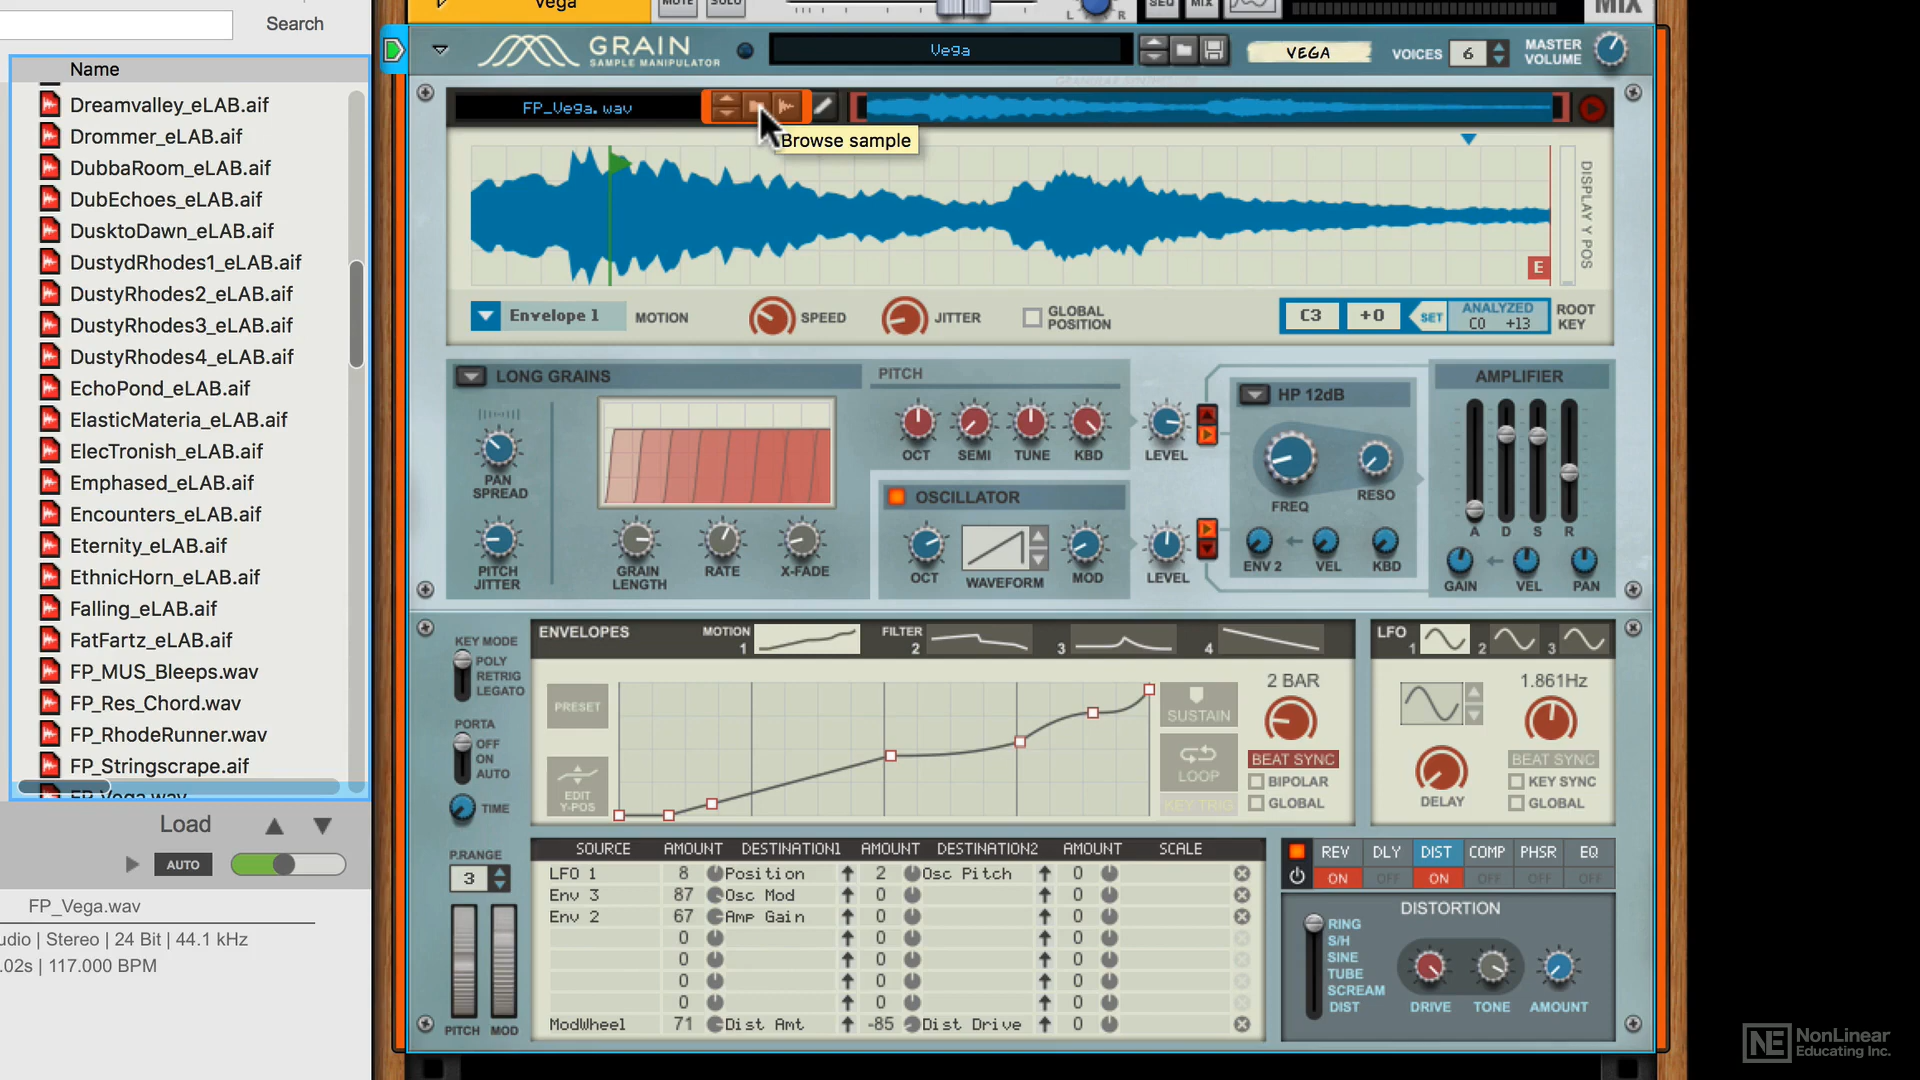 Search
Name
Dreamvalley_eLAB.aif
Drommer_eLAB.aif
DubbaRoom_eLAB.aif
DubEchoes_eLAB.aif
DusktoDawn_eLAB.aif
DustydRhodes1_eLAB.aif
DustyRhodes2_eLAB.aif
DustyRhodes3_eLAB.aif
DustyRhodes4_eLAB.aif
EchoPond_eLAB.aif
ElasticMateria_eLAB.aif
ElecTronish_eLAB.aif
Emphased_eLAB.aif
Encounters_eLAB.aif
Eternity_eLAB.aif
EthnicHorn_eLAB.aif
Falling_eLAB.aif
FatFartz_eLAB.aif
FP_MUS_Bleeps.wav
FP_Res_Chord.wav
FP_RhodeRunner.wav
FP_Stringscrape.aif
FP_Vega.wav
Load
AUTO
FP_Vega.wav
udio | Stereo | 24 Bit | 44.1 kHz
.02s | 117.000 BPM
Vega
MUTE SOLO
L R
SEQ MIX
MIX
GRAIN
SAMPLE MANIPULATOR
Vega
VEGA
VOICES 6
MASTER
VOLUME
FP_Vega.wav
Browse sample
DISPLAY Y POS
E
Envelope 1 MOTION SPEED JITTER
GLOBAL
POSITION
C3 +0 SET
ANALYZED
C0 +13
ROOT
KEY
LONG GRAINS
PAN
SPREAD
PITCH
JITTER
GRAIN
LENGTH
RATE X-FADE
PITCH
OCT SEMI TUNE KBD LEVEL
OSCILLATOR
OCT WAVEFORM MOD LEVEL
HP 12dB
FREQ RESO
ENV 2 VEL KBD
AMPLIFIER
A D S R
GAIN VEL PAN
KEY MODE
POLY
RETRIG
LEGATO
PORTA
OFF
ON
AUTO
TIME
P.RANGE
3
PITCH MOD
ENVELOPES
MOTION
1
FILTER
2
3
4
PRESET
EDIT
Y-POS
SUSTAIN
LOOP
KEY TRIG
2 BAR
BEAT SYNC
BIPOLAR
GLOBAL
LFO
1 2 3
1.861Hz
BEAT SYNC
KEY SYNC
GLOBAL
DELAY
SOURCE AMOUNT DESTINATION1 AMOUNT DESTINATION2 AMOUNT SCALE
LFO 1 8 Position 2 Osc Pitch 0
Env 3 87 Osc Mod 0 0
Env 2 67 Amp Gain 0 0
0 0 0
0 0 0
0 0 0
0 0 0
ModWheel 71 Dist Amt -85 Dist Drive 0
REV DLY DIST COMP PHSR EQ
ON OFF ON OFF OFF OFF
DISTORTION
RING
S/H
SINE
TUBE
SCREAM
DIST
DRIVE TONE AMOUNT
NE NonLinear
Educating Inc.